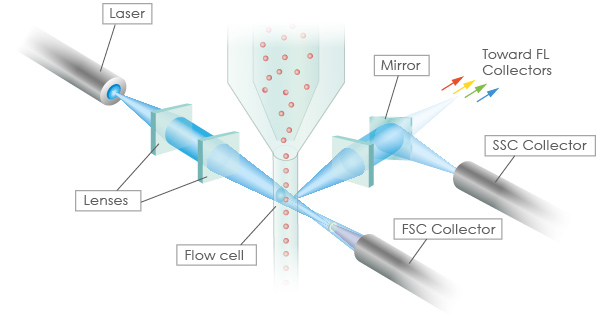 Laser
Mirror
Toward FL
Collectors
SSC Collector
Lenses
FSC Collector
Flow cell